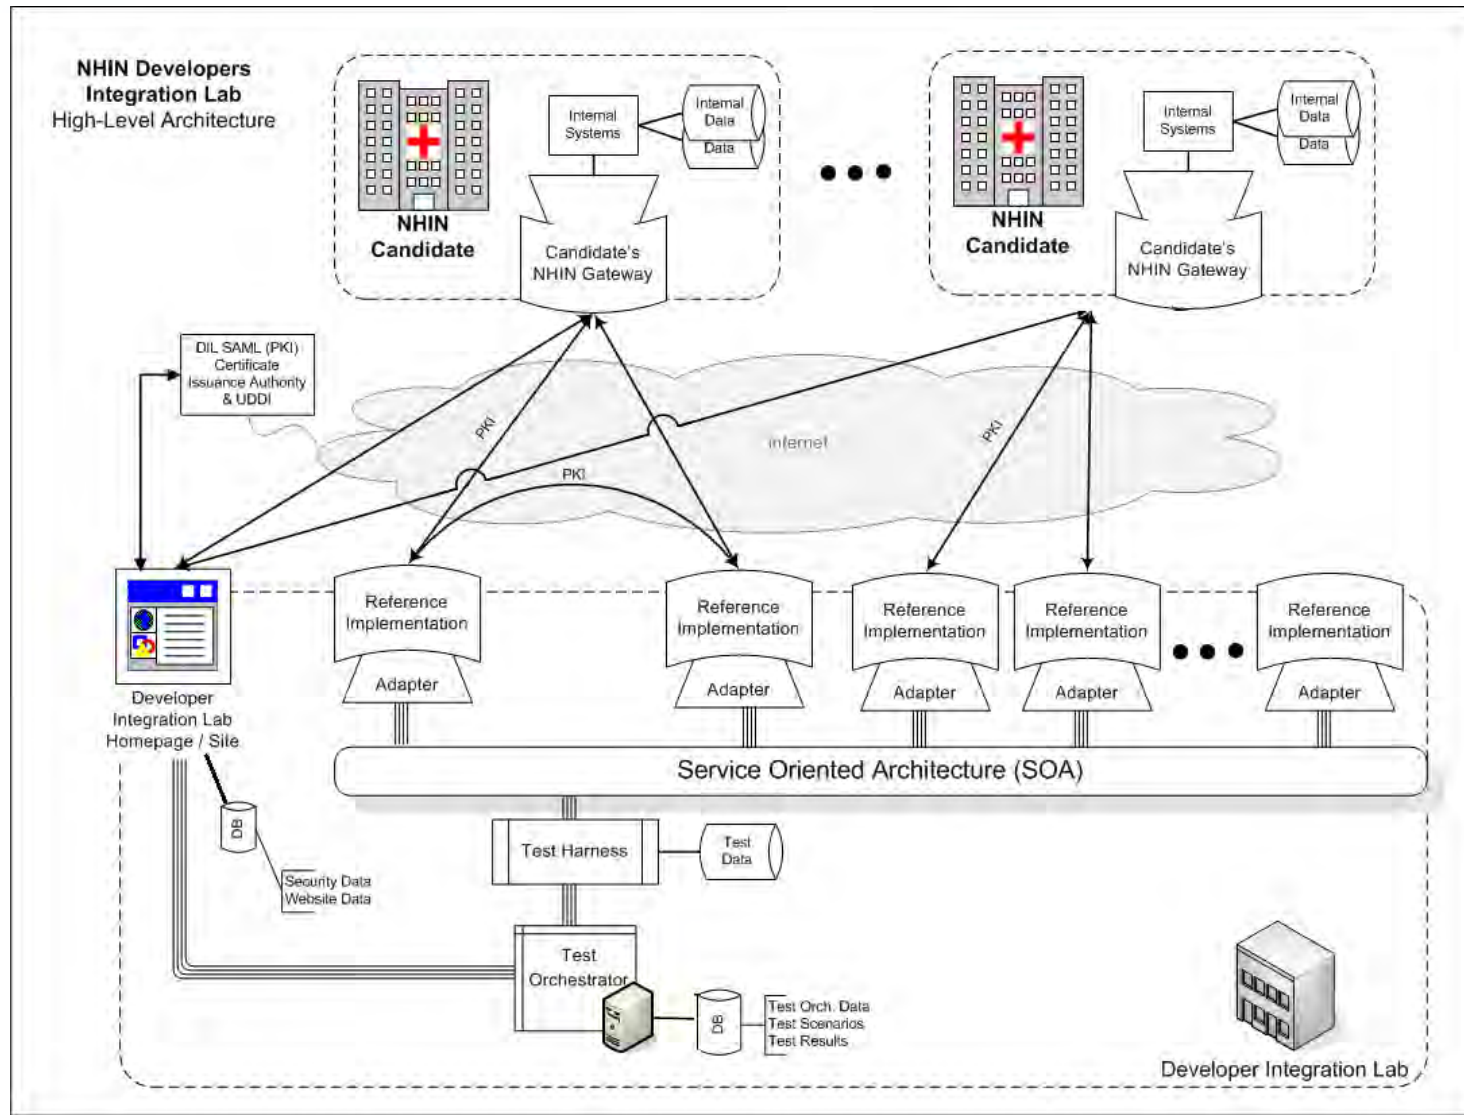 NHIN Developers
Integration Lab
High-Level Architecture
NHIN
Candidate
Internal
Systems
Internal
Data
Data
Candidate's
NHIN Gateway
NHIN
Candidate
Internal
Systems
Internal
Data
Data
Candidate's
NHIN Gateway
DIL SAML (PKI)
Certificate
Issuance Authority
& UDDI
PKI
PKI
internet
PKI
Reference
Implementation
Adapter
Reference
Implementation
Adapter
Reference
Implementation
Adapter
Reference
Implementation
Adapter
Reference
Implementation
Adapter
Developer
Integration Lab
Homepage / Site
Service Oriented Architecture (SOA)
DB
Security Data
Website Data
Test Harness
Test
Data
Test
Orchestrator
DB
Test Orch. Data
Test Scenarios
Test Results
Developer Integration Lab